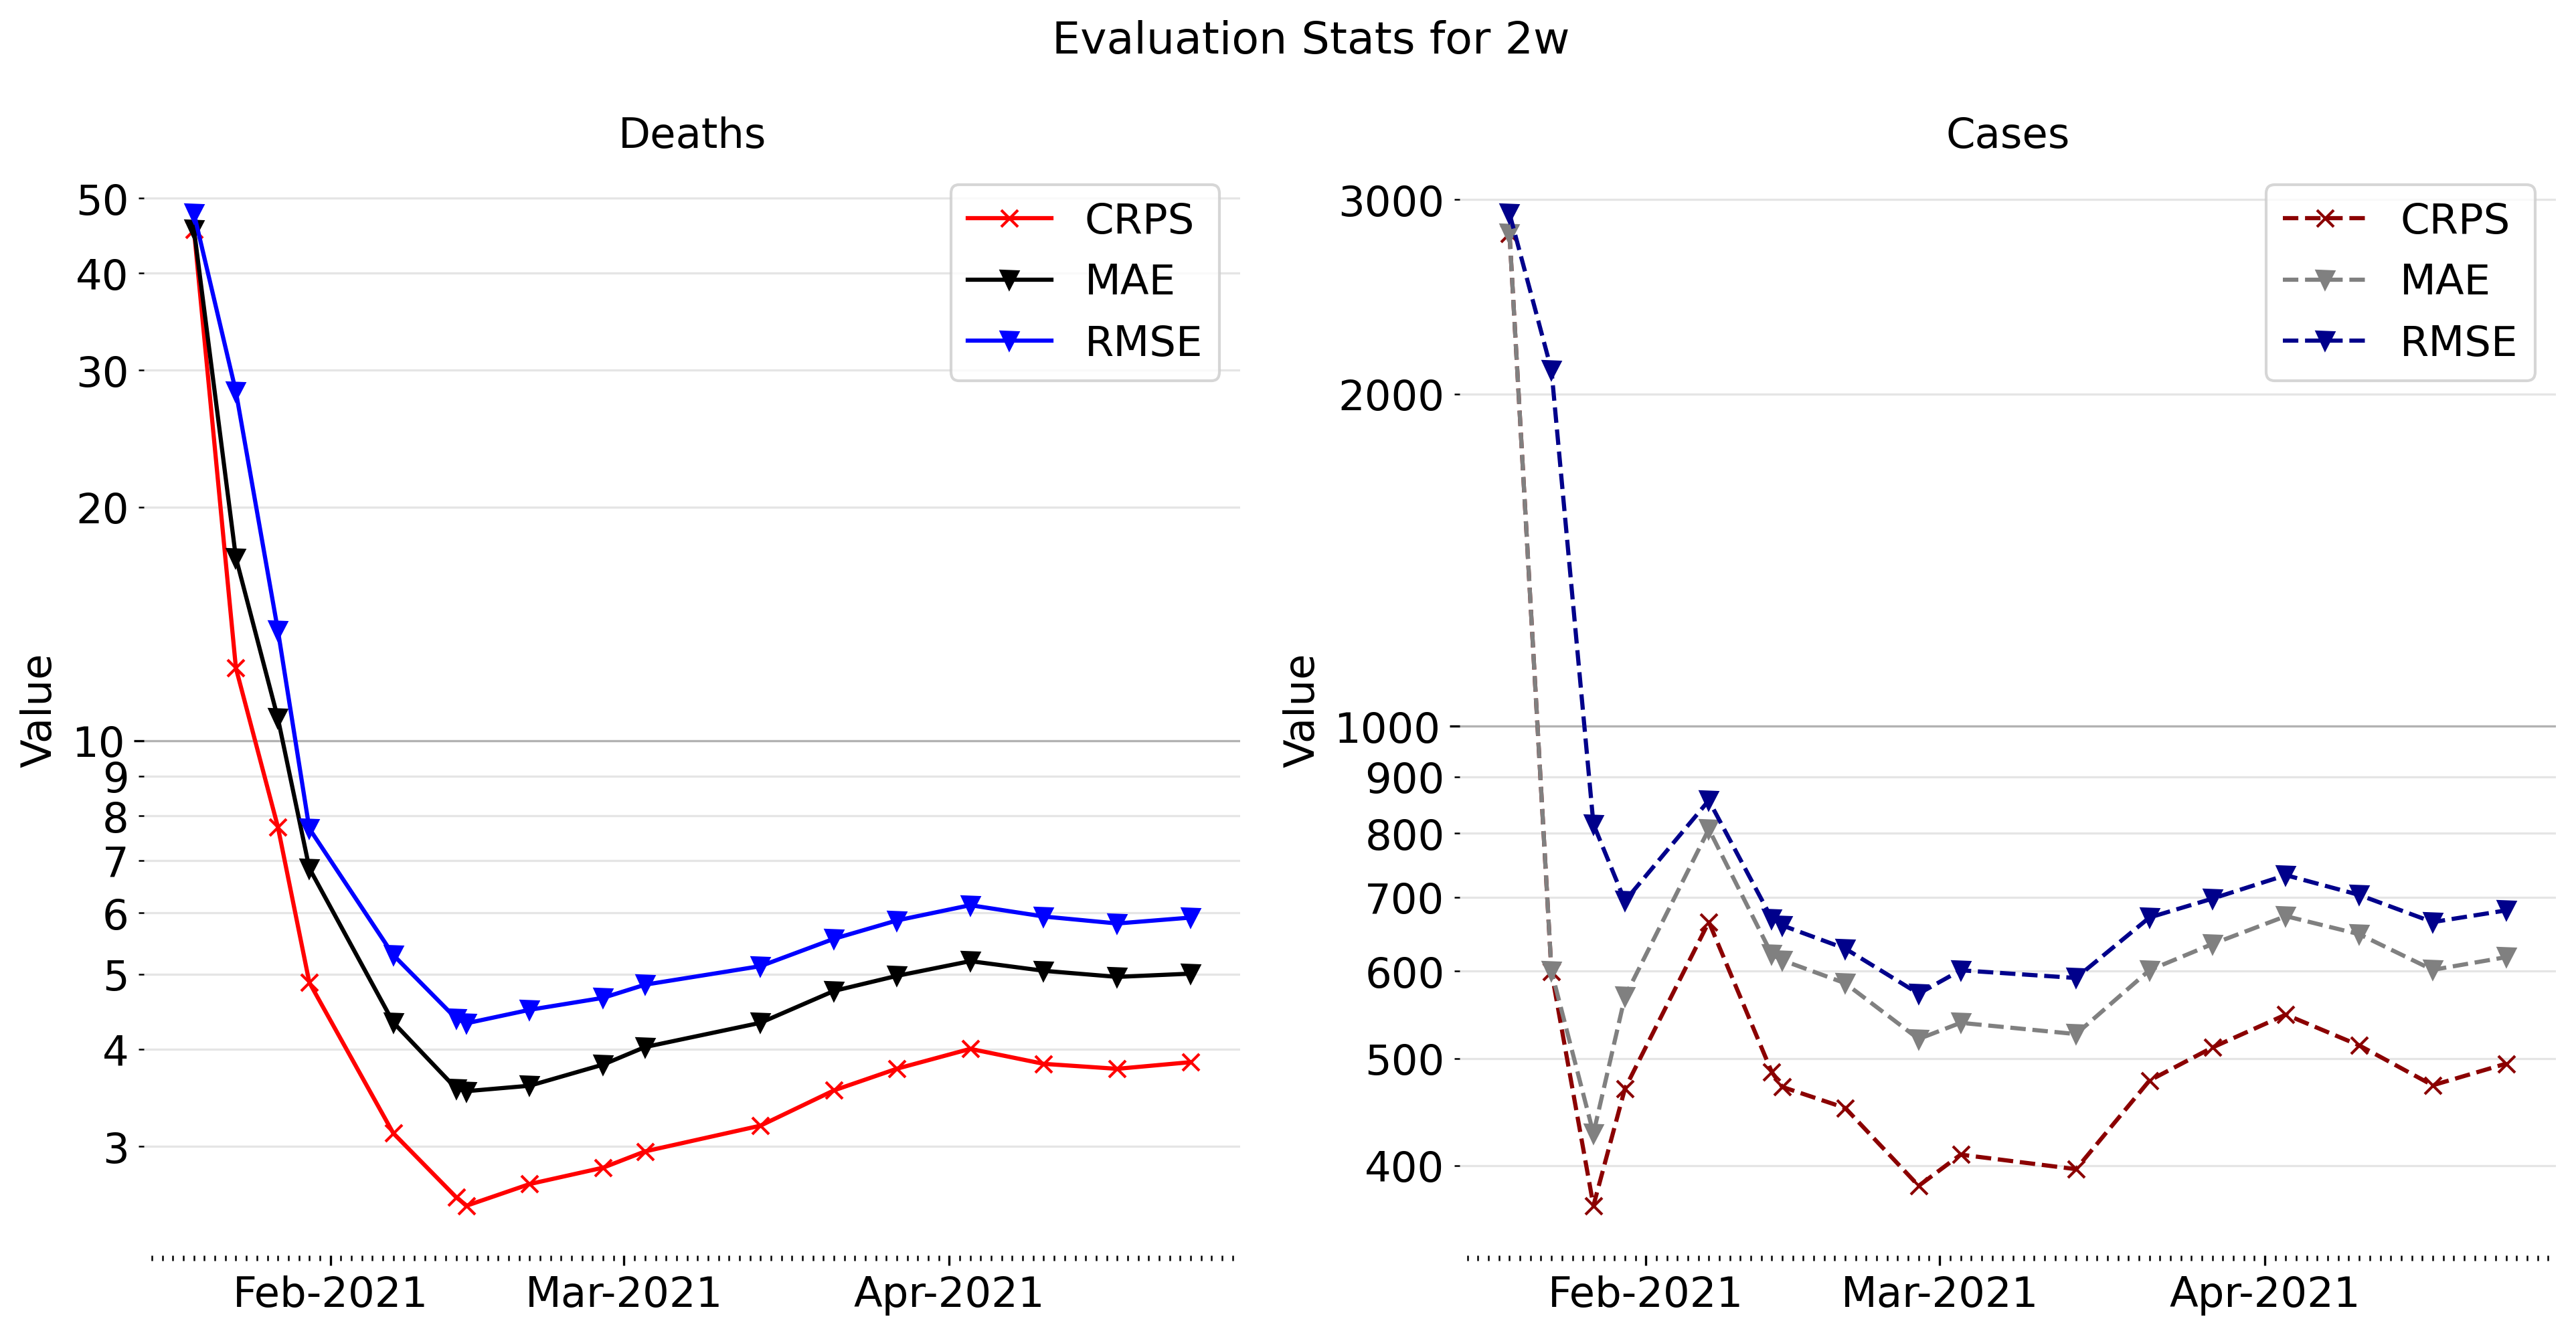 Evaluation Stats for 2w
Deaths
50
40
30
20
10
9
8
7
6
5
4
3
Value
CRPS
MAE
RMSE
Feb-2021 Mar-2021 Apr-2021
Cases
3000
2000
1000
900
800
700
600
500
400
Value
CRPS
MAE
RMSE
Feb-2021 Mar-2021 Apr-2021